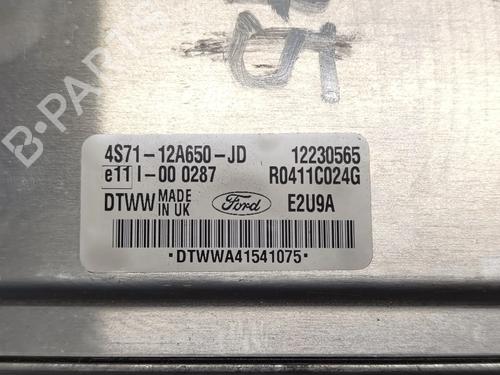 B-PARTS
4S71-12A650-JD 12230565
e11 I-00 0287 R0411C024G
DTWW MADE IN UK Ford E2U9A
·DTWWA41541075·